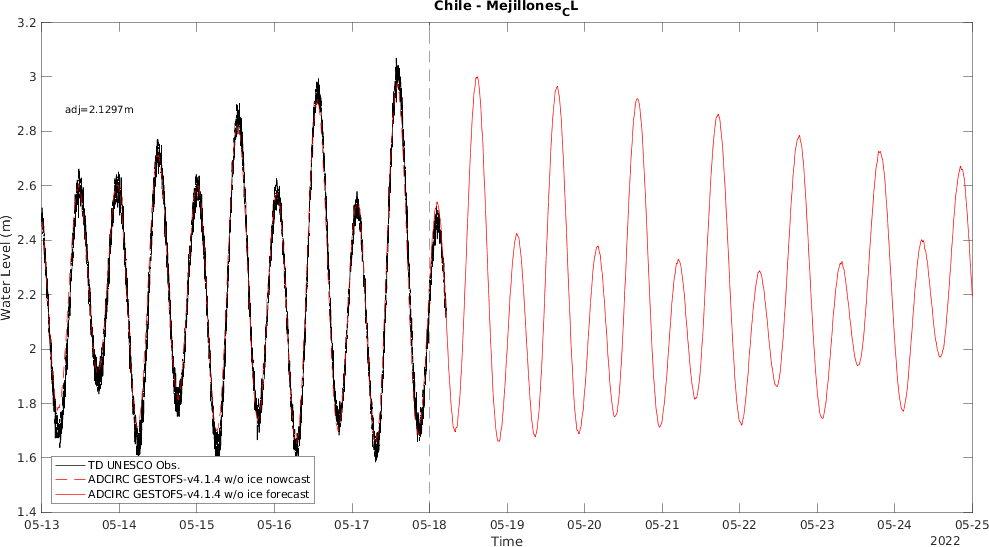 Chile - Mejillones_CL
3.2
3
2.8
2.6
2.4
2.2
2
1.8
1.6
1.4
Water Level (m)
adj=2.1297m
TD UNESCO Obs.
ADCIRC GESTOFS-v4.1.4 w/o ice nowcast
ADCIRC GESTOFS-v4.1.4 w/o ice forecast
05-13 05-14 05-15 05-16 05-17 05-18 05-19 05-20 05-21 05-22 05-23 05-24 05-25
Time
2022